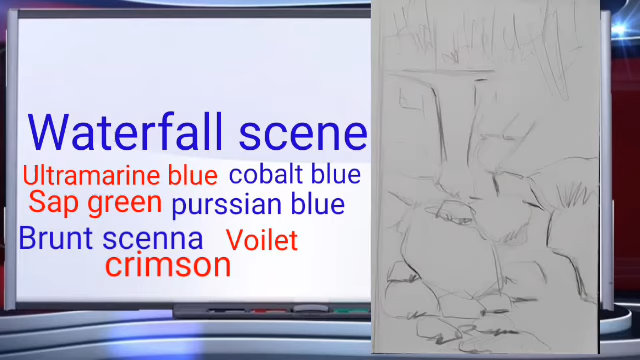 Waterfall scene
Ultramarine blue cobalt blue
Sap green purssian blue
Brunt scenna Voilet
crimson